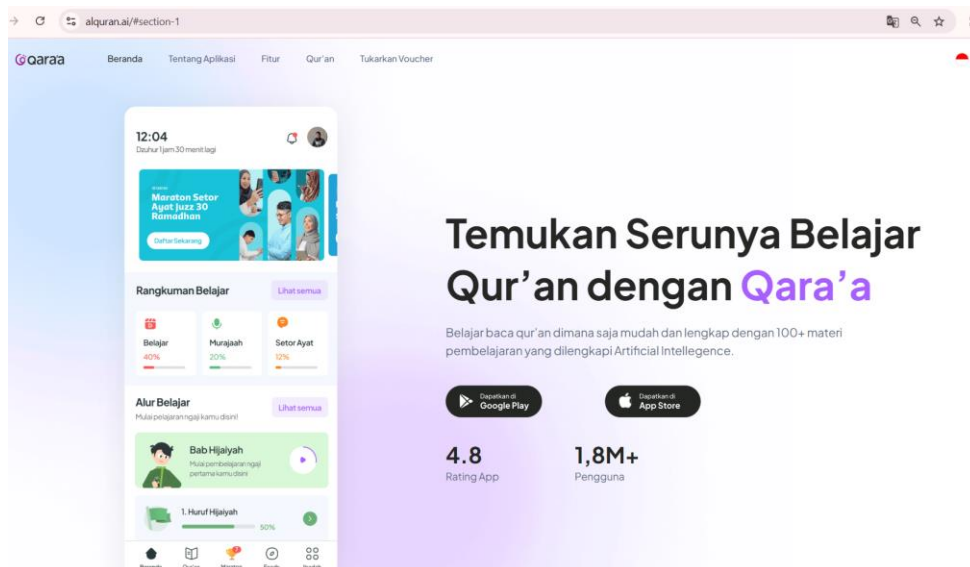 alquran.ai/#section-1
Qara'a
Beranda Tentang Aplikasi Fitur Qur'an Tukarkan Voucher
12:04
Dzuhur 1 jam 30 menit lagi
Maraton Setor
Ayat Juzz 30
Ramadhan
Daftar Sekarang
Rangkuman Belajar
Lihat semua
Belajar
40%
Murajaah
20%
Setor Ayat
12%
Alur Belajar
Mulai pelajaran ngaji kamu disini!
Lihat semua
Bab Hijaiyah
Mulai pembelajaran ngaji
pertama kamu disini
1. Huruf Hijaiyah
50%
Temukan Serunya Belajar
Qur'an dengan Qara'a
Belajar baca qur'an dimana saja mudah dan lengkap dengan 100+ materi
pembelajaran yang dilengkapi Artificial Intellegence.
Dapatkan di
Google Play
Dapatkan di
App Store
4.8
Rating App
1,8M+
Pengguna